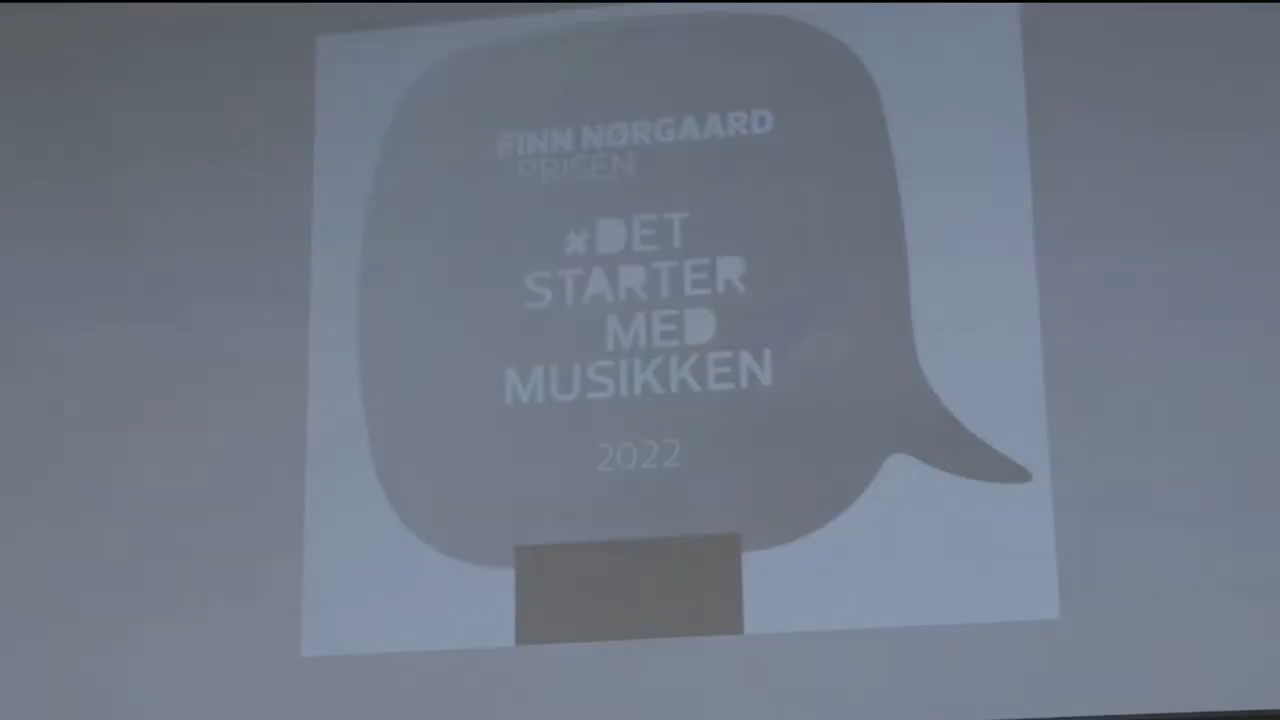 FINN NØRGAARD
PRISEN
#DET
STARTER
MED
MUSIKKEN
2022